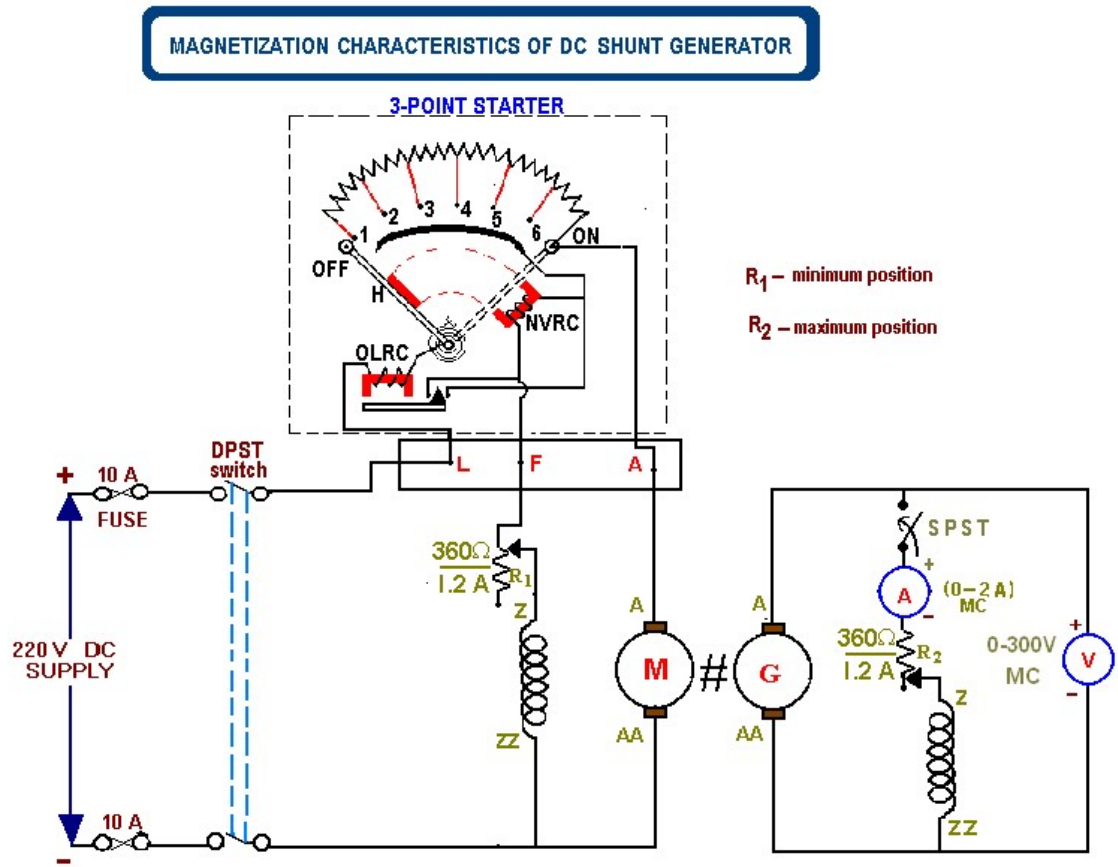 MAGNETIZATION CHARACTERISTICS OF DC SHUNT GENERATOR
3-POINT STARTER
1
2
3
4
5
6
OFF
ON
H
NVRC
OLRC
R1 – minimum position
R2 – maximum position
L
F
A
DPST
switch
+
10 A
FUSE
220 V DC
SUPPLY
10 A
–
360Ω
1.2 A
R1
Z
ZZ
A
M
AA
#
A
G
AA
SPST
+
A
–
(0–2 A)
MC
360Ω
1.2 A
R2
Z
ZZ
0-300V
MC
+
V
–